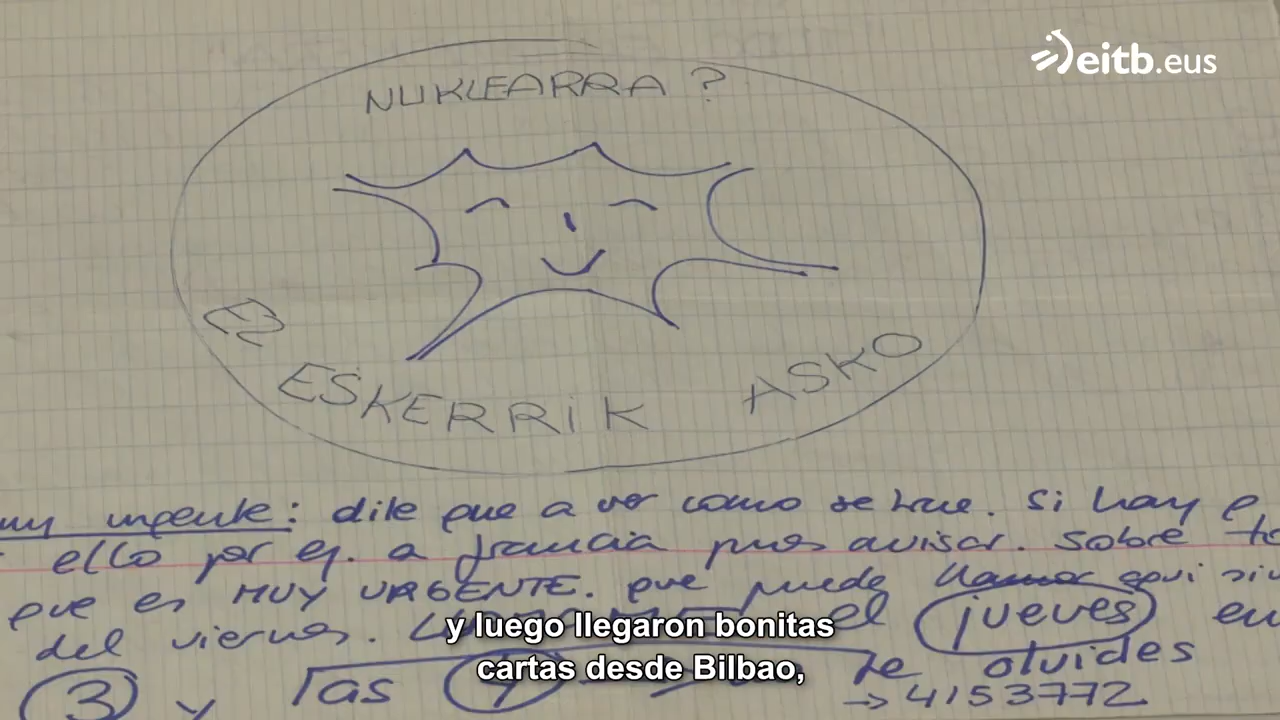 eitb.eus
NUKLEARRA ?
EZ
ESKERRIK ASKO
muy urgente: dile que a ver como se hace. Si hay
ello por ej. a francia pues avisar. Sobre
que es MUY URGENTE. que puede llamar aqui
del viernes. el jueves en
y luego llegaron bonitas
cartas desde Bilbao,
3 y las te olvides
→ 4153772